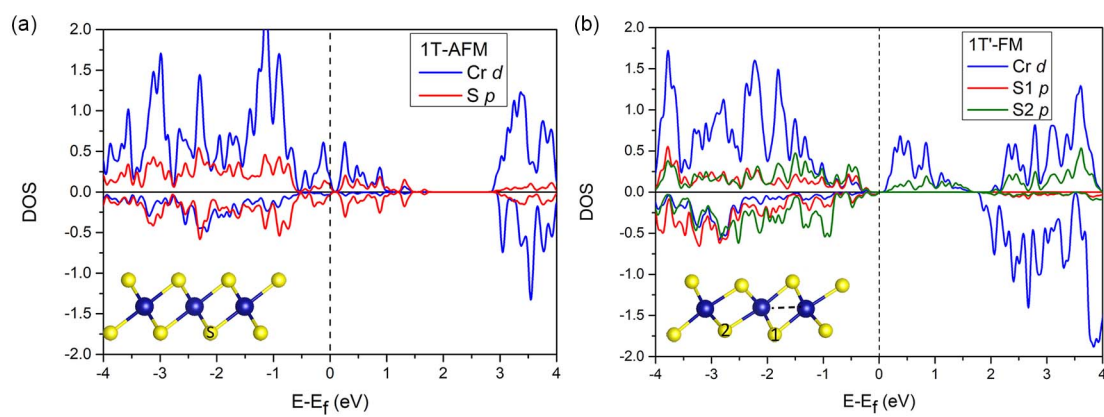 (a)
2.0
1.5
1.0
0.5
0.0
-0.5
-1.0
-1.5
-2.0
DOS
1T-AFM
Cr d
S p
S
-4 -3 -2 -1 0 1 2 3 4
E-Ef (eV)
(b)
2.0
1.5
1.0
0.5
0.0
-0.5
-1.0
-1.5
-2.0
DOS
1T'-FM
Cr d
S1 p
S2 p
2 1
-4 -3 -2 -1 0 1 2 3 4
E-Ef (eV)